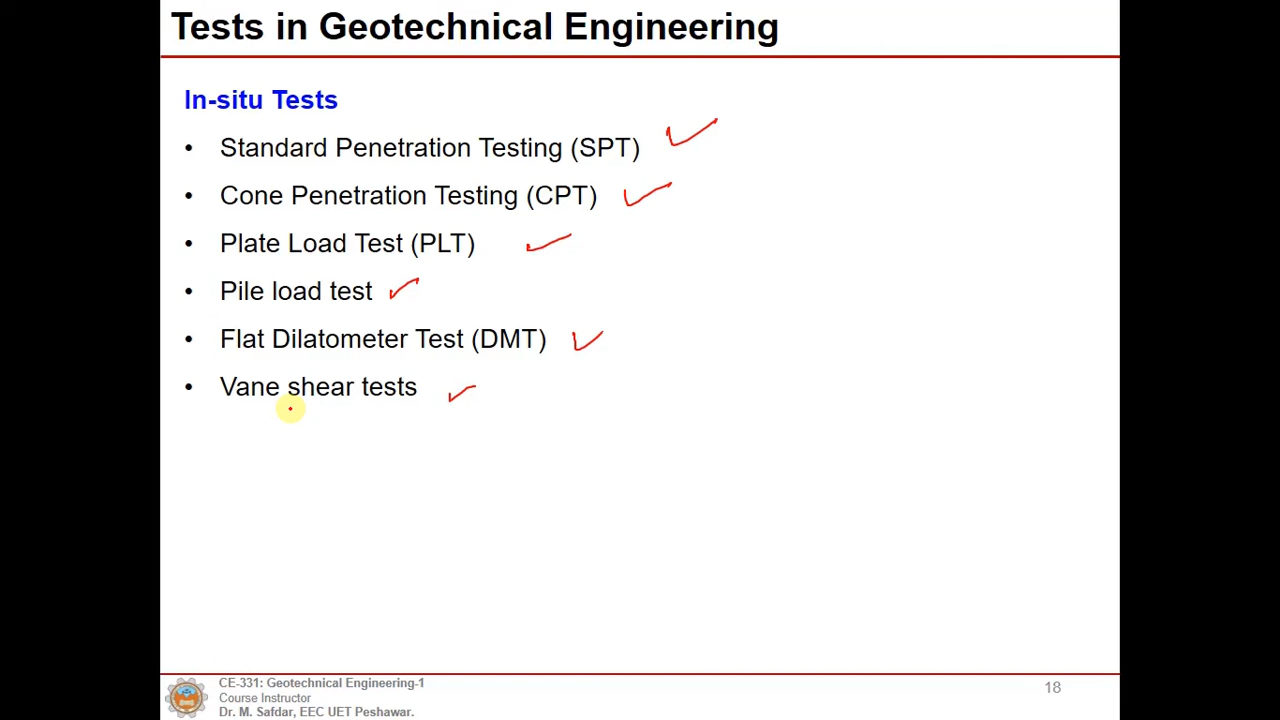 Tests in Geotechnical Engineering
In-situ Tests
• Standard Penetration Testing (SPT)
• Cone Penetration Testing (CPT)
• Plate Load Test (PLT)
• Pile load test
• Flat Dilatometer Test (DMT)
• Vane shear tests
CE-331: Geotechnical Engineering-1
Course Instructor
Dr. M. Safdar, EEC UET Peshawar.
18